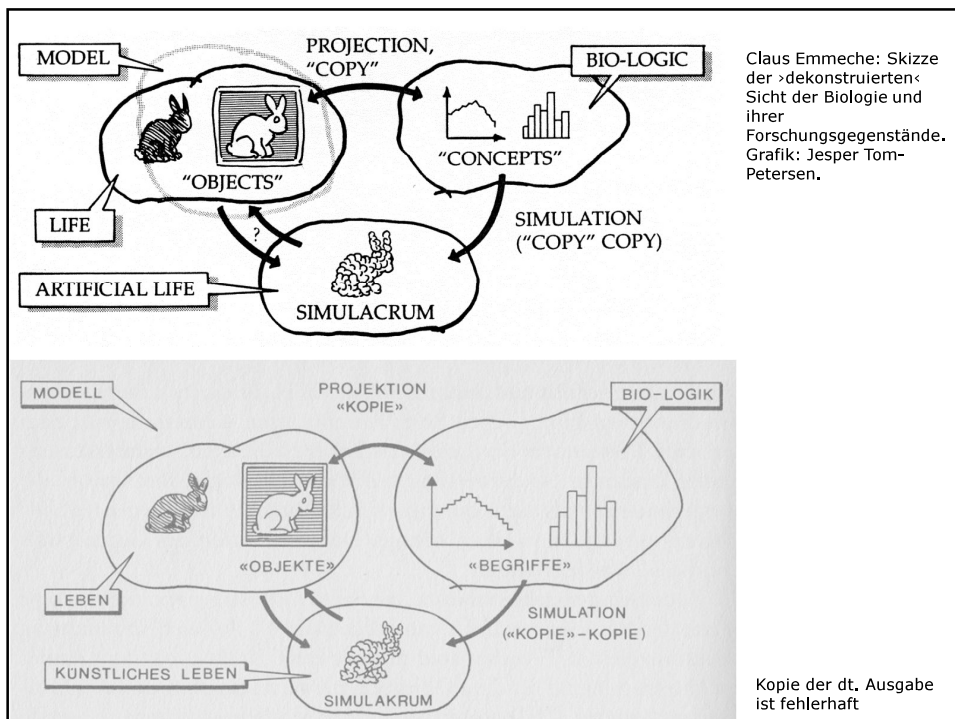 MODEL
PROJECTION,
“COPY”
BIO-LOGIC
“OBJECTS”
“CONCEPTS”
LIFE
?
SIMULATION
(“COPY” COPY)
ARTIFICIAL LIFE
SIMULACRUM
Claus Emmeche: Skizze
der ›dekonstruierten‹
Sicht der Biologie und
ihrer
Forschungsgegenstände.
Grafik: Jesper Tom-
Petersen.
MODELL
PROJEKTION
«KOPIE»
BIO-LOGIK
«OBJEKTE»
«BEGRIFFE»
LEBEN
SIMULATION
(«KOPIE»-KOPIE)
KÜNSTLICHES LEBEN
SIMULAKRUM
Kopie der dt. Ausgabe
ist fehlerhaft